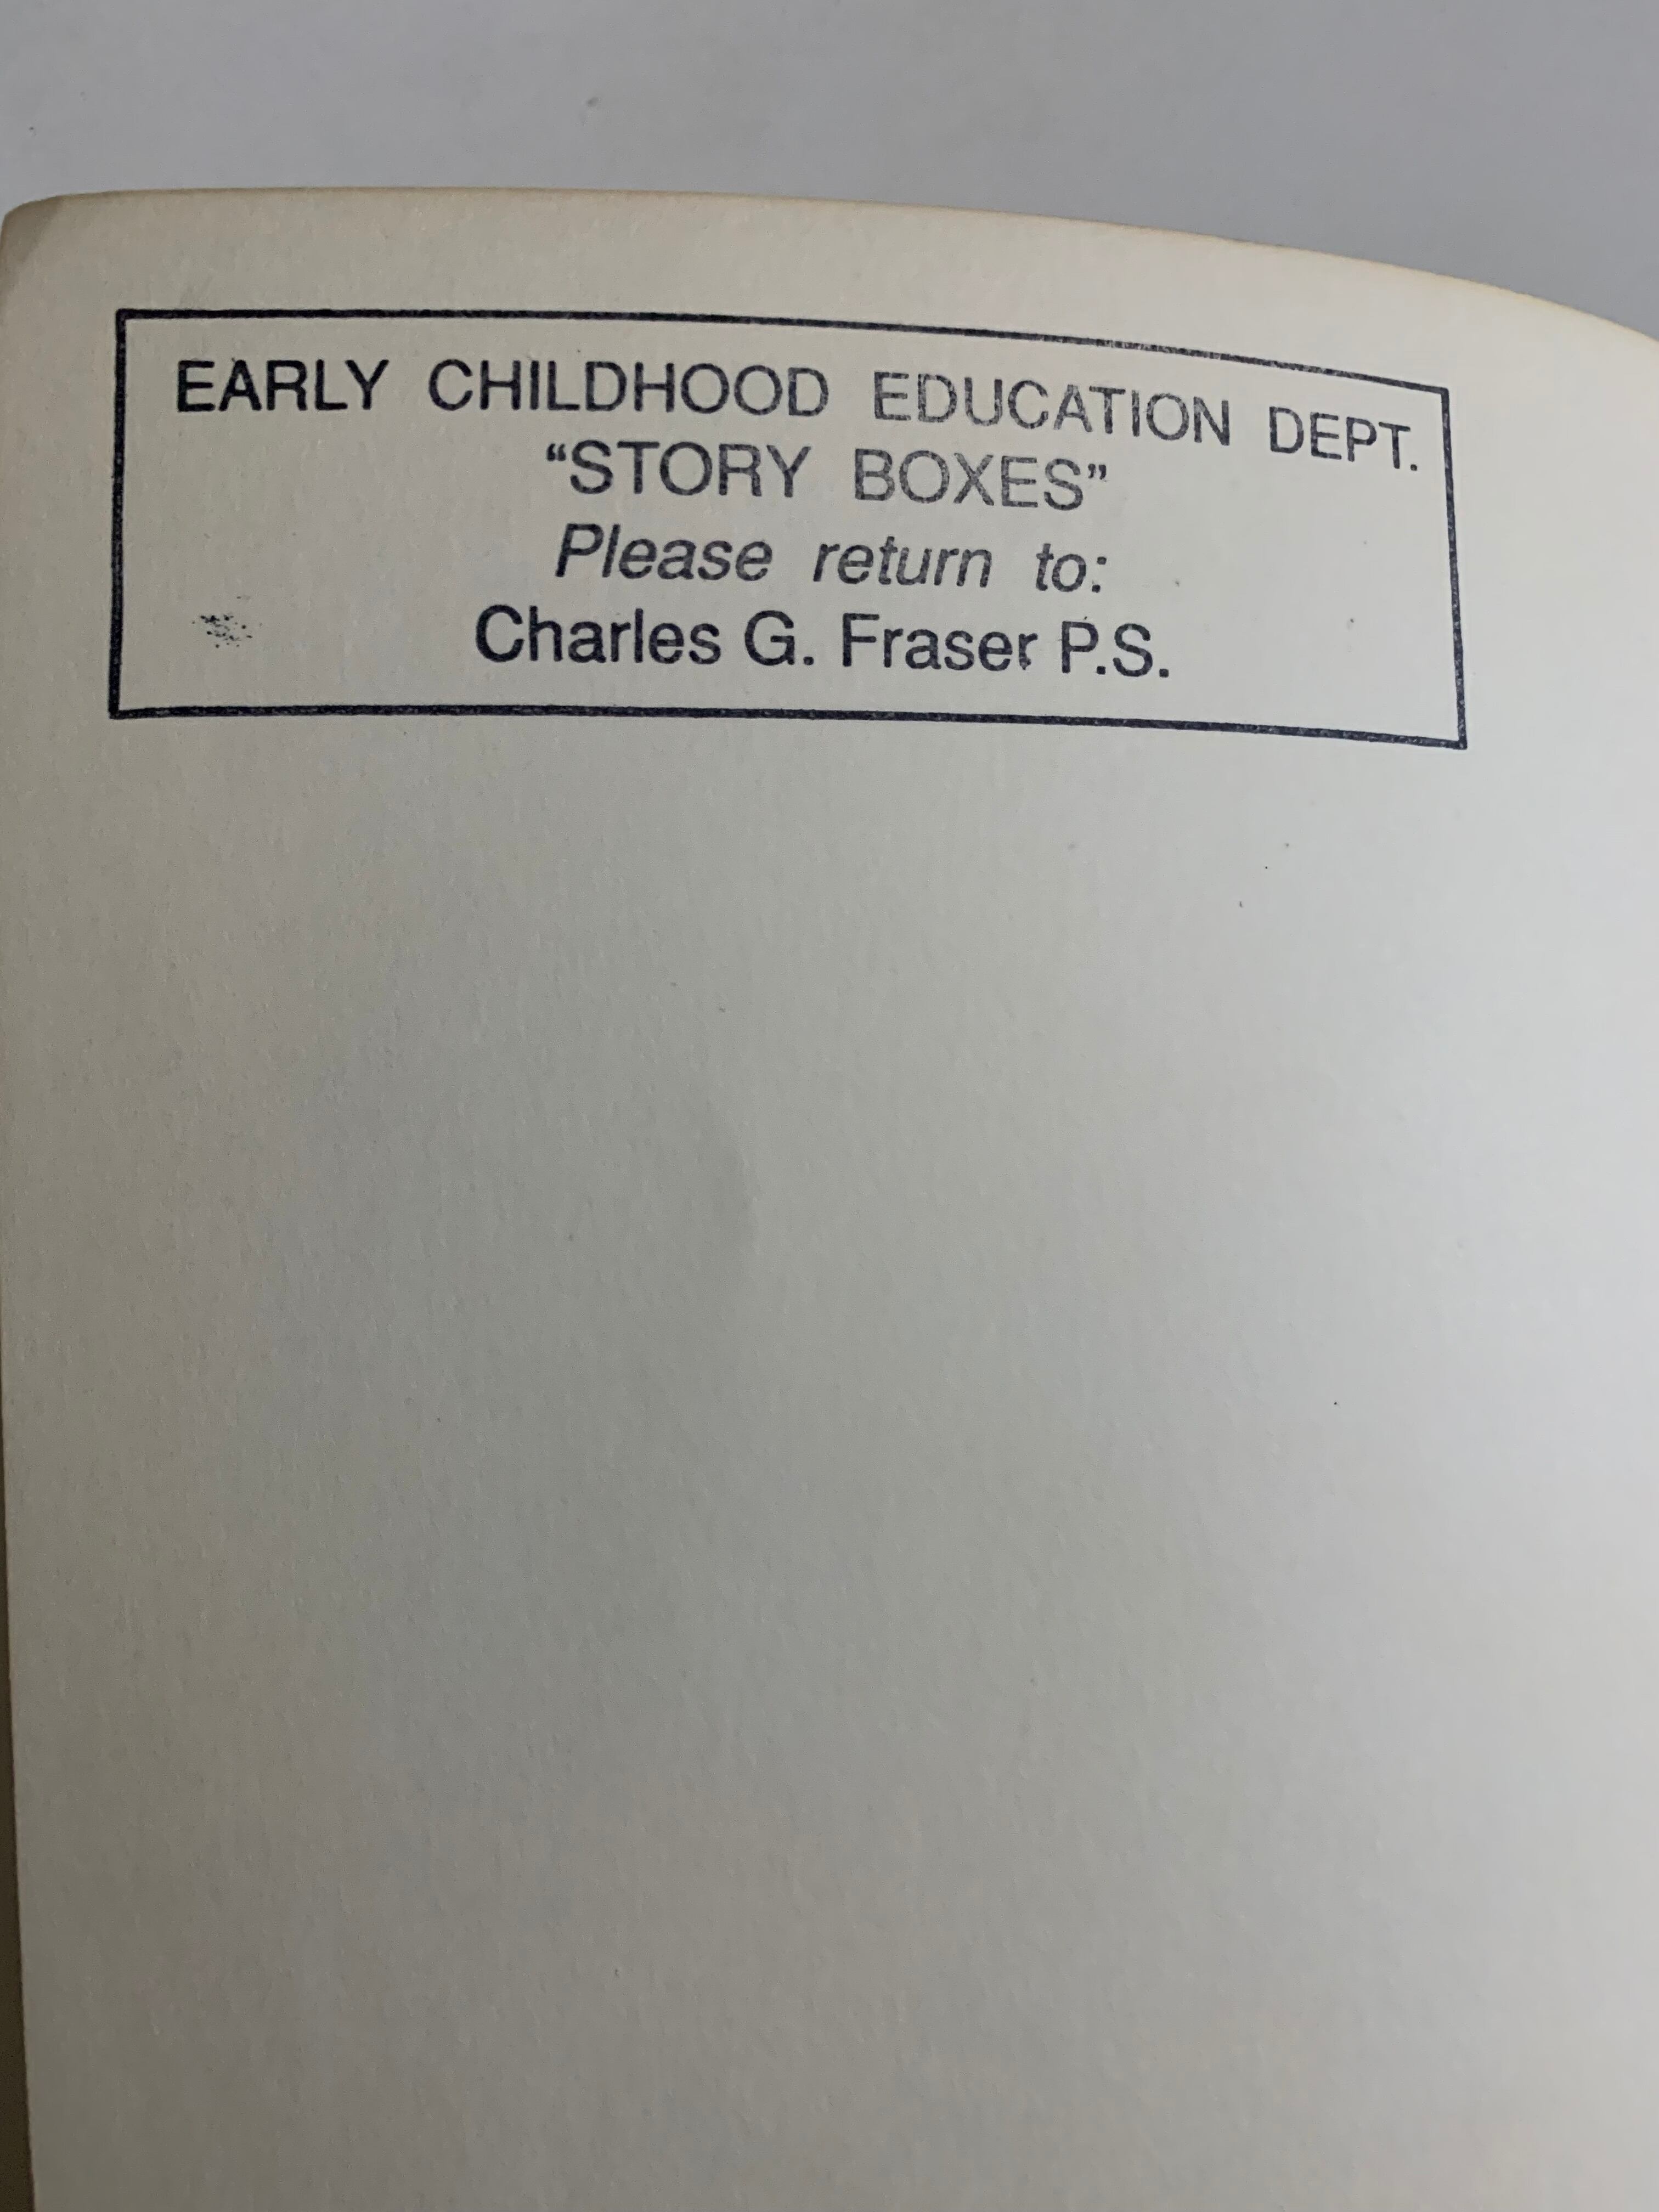 EARLY CHILDHOOD EDUCATION DEPT.
“STORY BOXES”
Please return to:
Charles G. Fraser P.S.